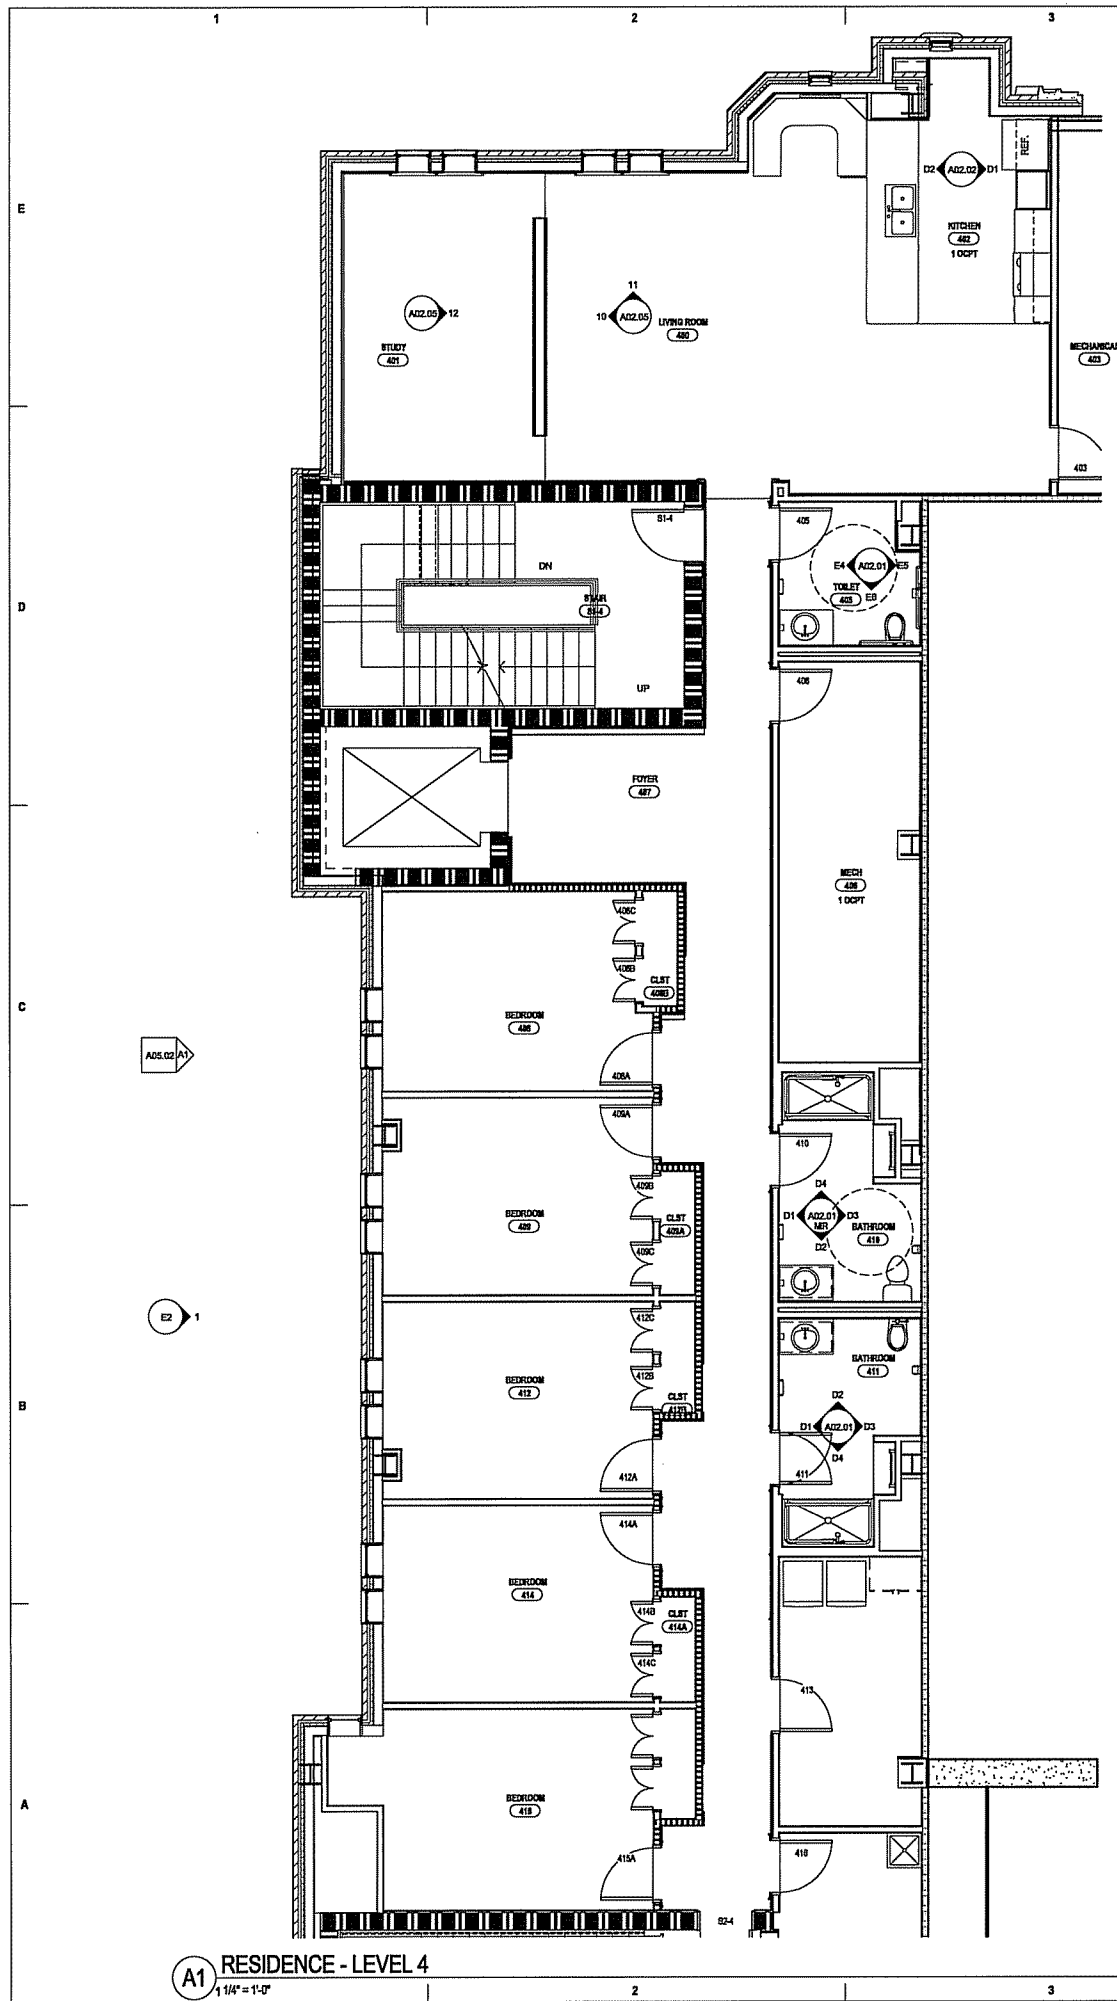 1 2 3
E
REF.
D2 A02.02 D1
KITCHEN
402
1 OCPT
11
A02.05 12
10 A02.05
LIVING ROOM
400
STUDY
401
MECHANICAL
403
403
S1-4
405
D
DN
E4 A02.01 E5
TOILET
405 E6
STAIR
S1-4
406
UP
FOYER
407
MECH
406
1 OCPT
408C
408B
CLST
408B
C
BEDROOM
408
A05.02 A1
408A
409A
410
409B
D4
BEDROOM
409
CLST
409A
D1 A02.01 D3
MIR
D2
BATHROOM
410
409C
E2 1
412C
BATHROOM
411
BEDROOM
412
412B
CLST
412B
B
D2
D1 A02.01 D3
D4
412A
411
414A
BEDROOM
414
414B
CLST
414A
414C
413
A
BEDROOM
415
415A
416
S2-4
A1 RESIDENCE - LEVEL 4
1 1/4" = 1'-0"
2 3